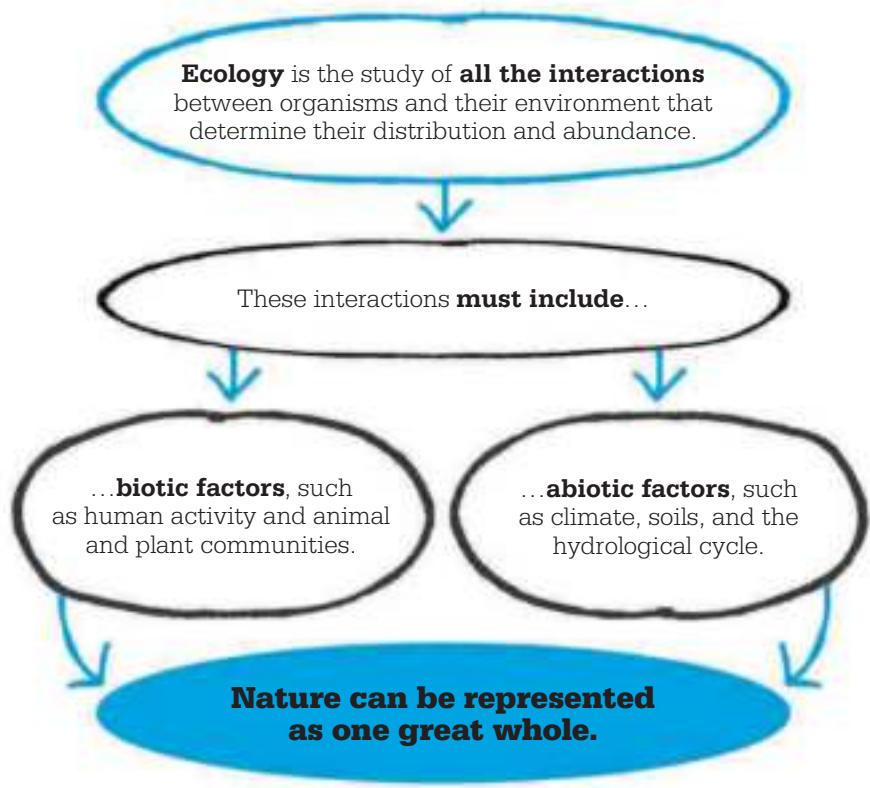 Ecology is the study of all the interactions
between organisms and their environment that
determine their distribution and abundance.
These interactions must include…
…biotic factors, such
as human activity and animal
and plant communities.
…abiotic factors, such
as climate, soils, and the
hydrological cycle.
Nature can be represented
as one great whole.